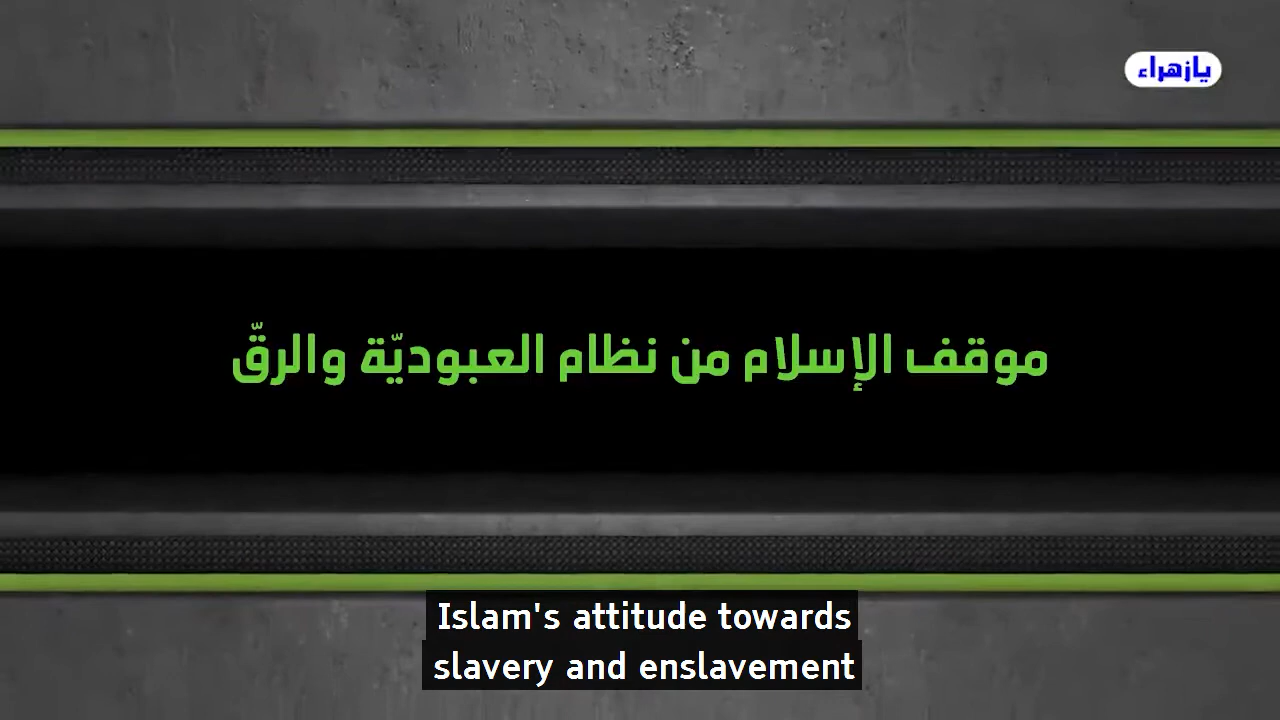 يازهراء
موقف الإسلام من نظام العبوديّة والرقّ
Islam's attitude towards
slavery and enslavement